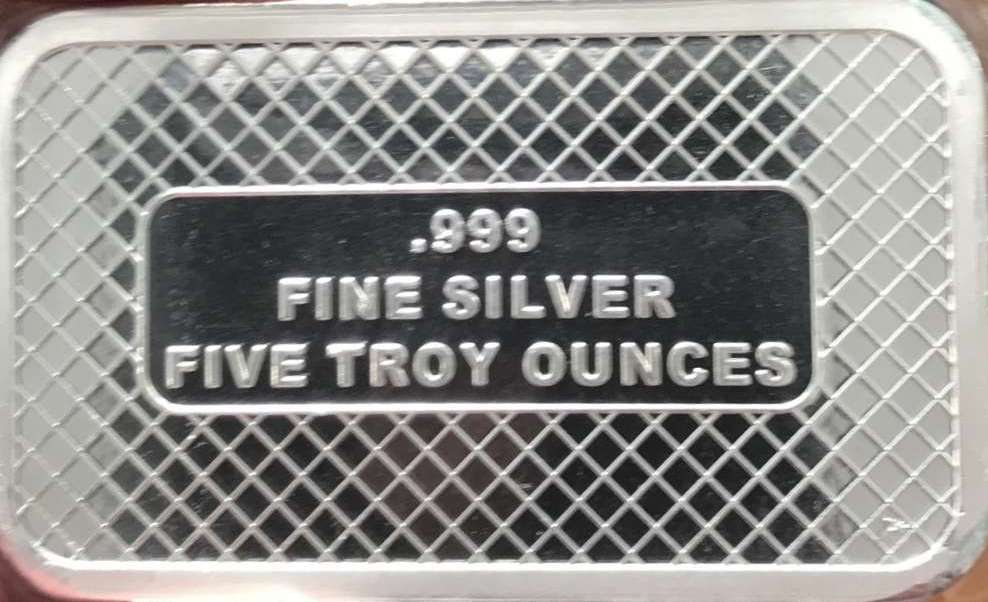 .999
FINE SILVER
FIVE TROY OUNCES